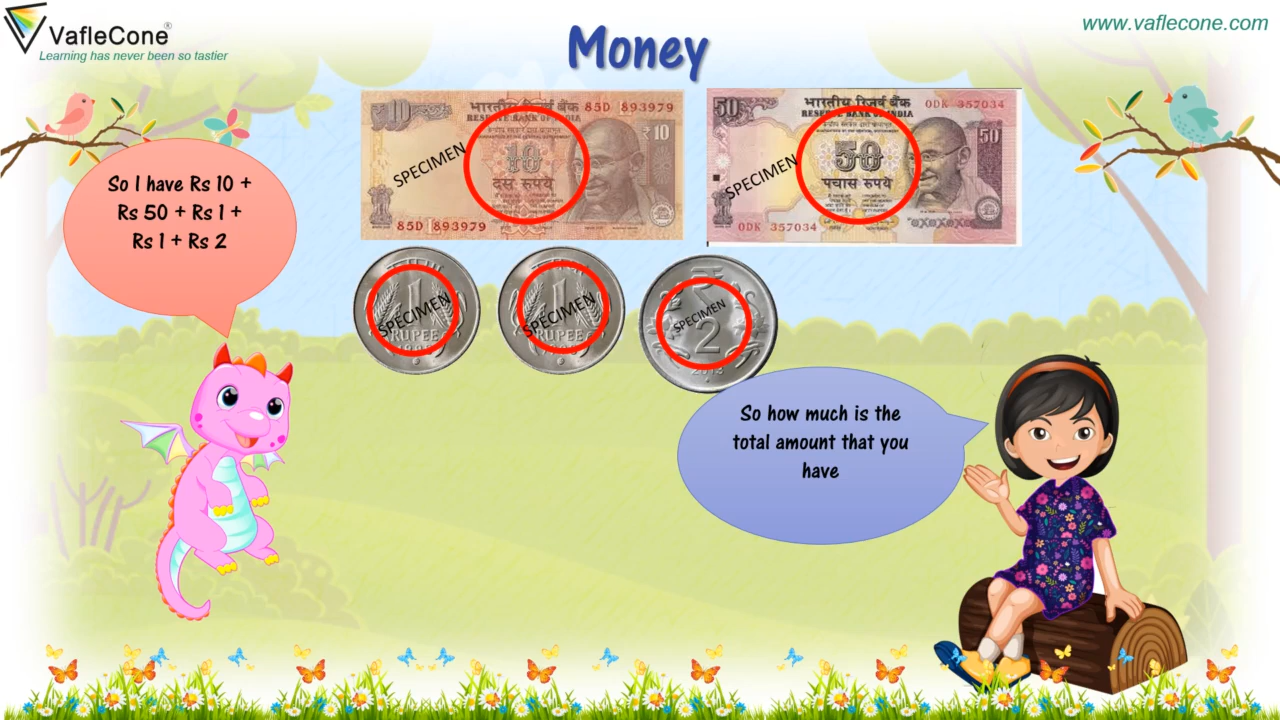 VafleCone®
Learning has never been so tastier
Money
www.vaflecone.com
So I have Rs 10 +
Rs 50 + Rs 1 +
Rs 1 + Rs 2
₹10
भारतीय रिज़र्व बैंक
85D 893979
RESERVE BANK OF INDIA
SPECIMEN
10
₹10
दस रुपये
85D 893979
50
भारतीय रिज़र्व बैंक
0DK 357034
RESERVE BANK OF INDIA
SPECIMEN
50
50
पचास रुपये
0DK 357034
1
SPECIMEN
RUPEE
1
SPECIMEN
RUPEE
₹
SPECIMEN
2
So how much is the
total amount that you
have